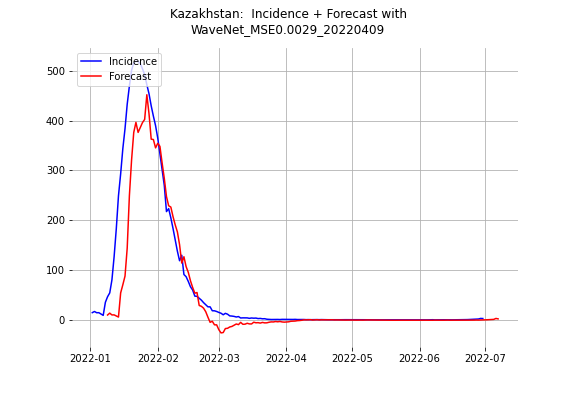 Kazakhstan:  Incidence + Forecast with
WaveNet_MSE0.0029_20220409
Incidence
Forecast
500
400
300
200
100
0
2022-01 2022-02 2022-03 2022-04 2022-05 2022-06 2022-07